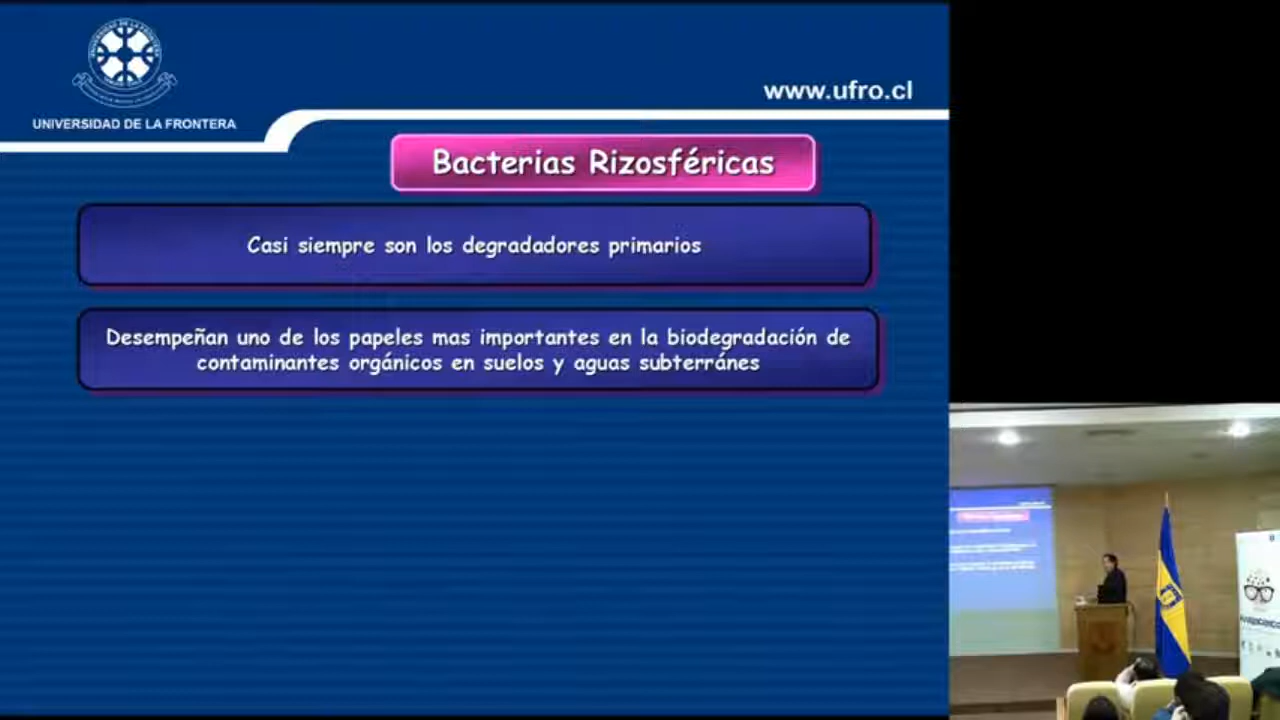 www.ufro.cl
UNIVERSIDAD DE LA FRONTERA
Bacterias Rizosféricas
Casi siempre son los degradadores primarios
Desempeñan uno de los papeles mas importantes en la biodegradación de
contaminantes orgánicos en suelos y aguas subterránes